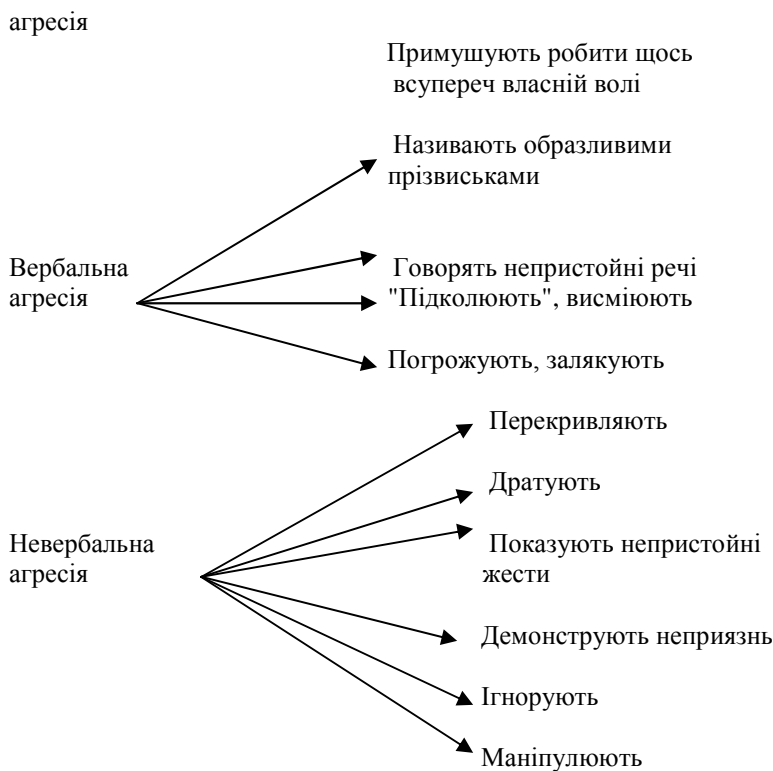 агресія
Примушують робити щось
всупереч власній волі
Називають образливими
прізвиськами
Вербальна
агресія
Говорять непристойні речі
"Підколюють", висміюють
Погрожують, залякують
Перекривляють
Дратують
Невербальна
агресія
Показують непристойні
жести
Демонструють неприязнь
Ігнорують
Маніпулюють